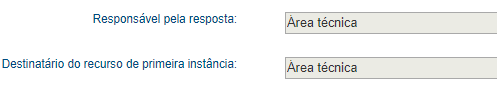 Responsável pela resposta: Área técnica
Destinatário do recurso de primeira instância: Área técnica